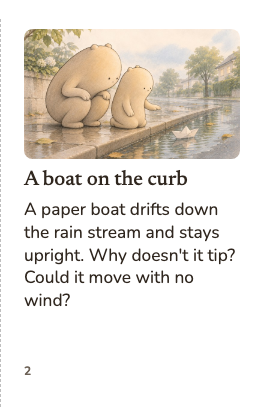 A boat on the curb
A paper boat drifts down
the rain stream and stays
upright. Why doesn't it tip?
Could it move with no
wind?
2